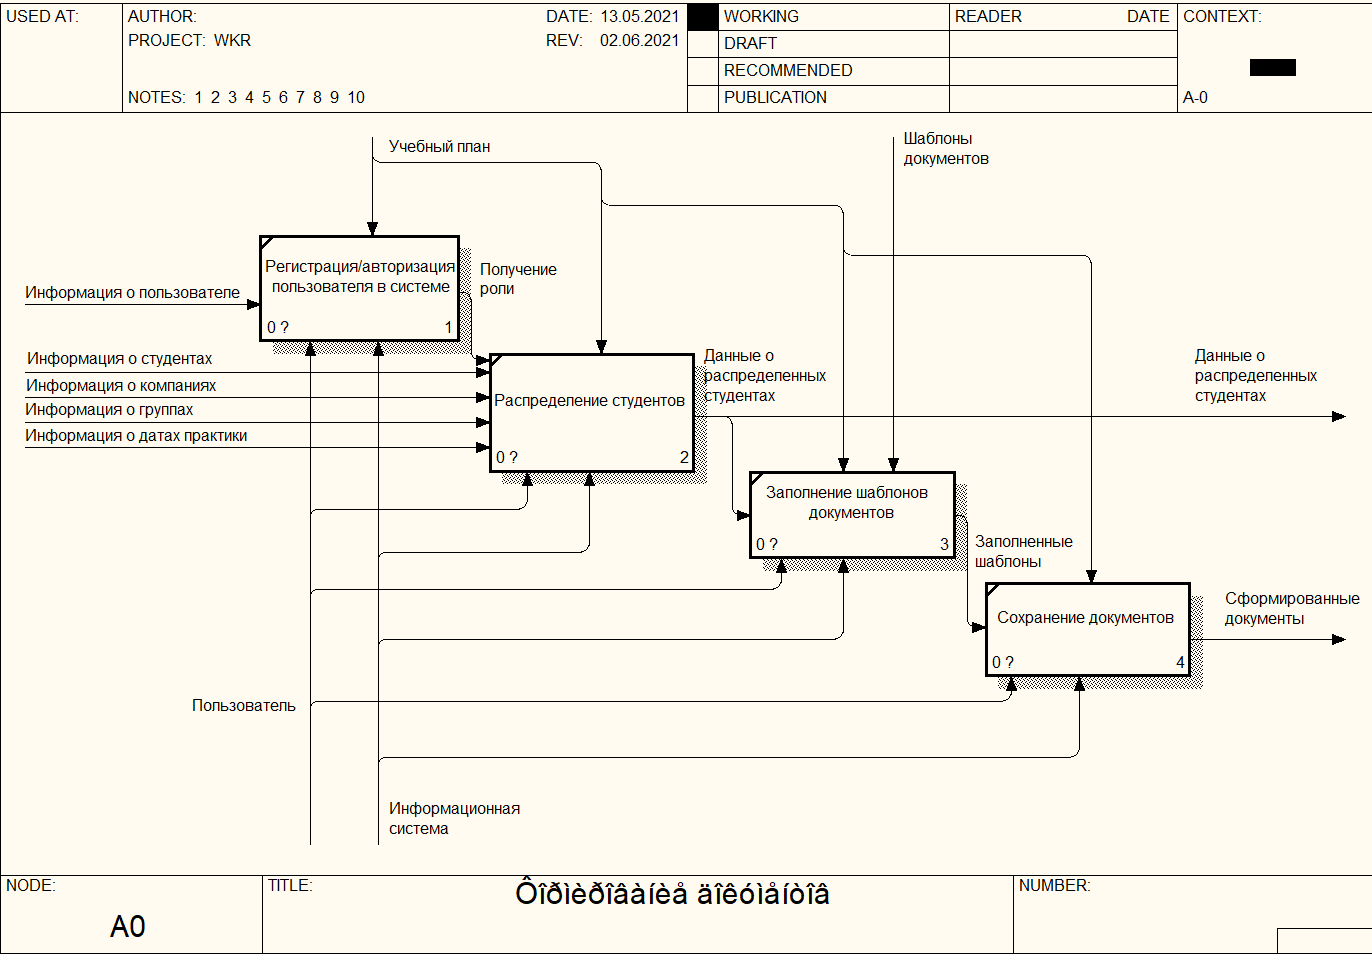 USED AT:
AUTHOR:
DATE: 13.05.2021
PROJECT: WKR
REV: 02.06.2021
NOTES: 1 2 3 4 5 6 7 8 9 10
WORKING
DRAFT
RECOMMENDED
PUBLICATION
READER DATE
CONTEXT:
A-0
Учебный план
Шаблоны
документов
Регистрация/авторизация
пользователя в системе
0 ? 1
Получение
роли
Информация о пользователе
Информация о студентах
Информация о компаниях
Информация о группах
Информация о датах практики
Распределение студентов
0 ? 2
Данные о
распределенных
студентах
Данные о
распределенных
студентах
Заполнение шаблонов
документов
0 ? 3
Заполненные
шаблоны
Сохранение документов
0 ? 4
Сформированные
документы
Пользователь
Информационная
система
NODE:
A0
TITLE:
Ôîðìèðîâàíèå äîêóìåíòîâ
NUMBER: